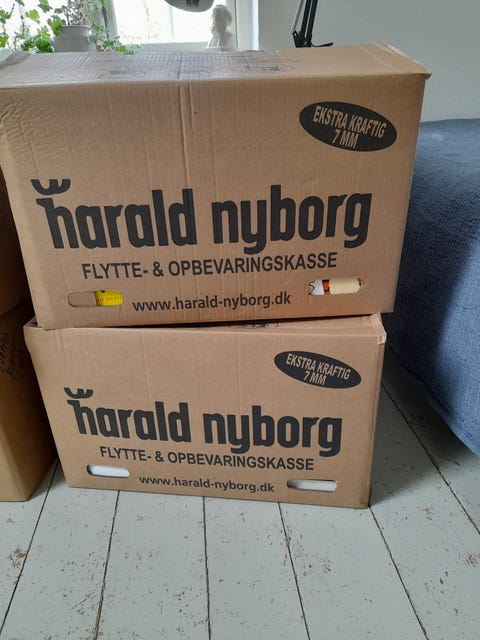 EKSTRA KRAFTIG
7 MM
harald nyborg
FLYTTE- & OPBEVARINGSKASSE
www.harald-nyborg.dk
EKSTRA KRAFTIG
7 MM
harald nyborg
FLYTTE- & OPBEVARINGSKASSE
www.harald-nyborg.dk